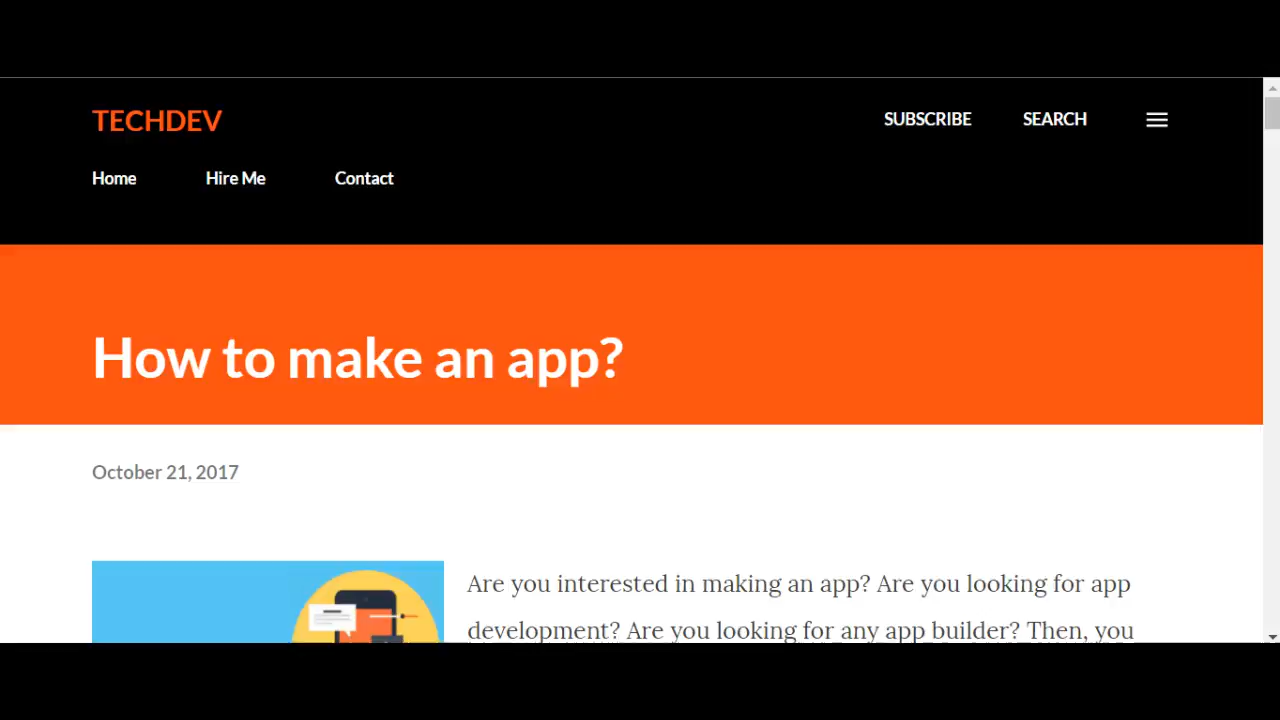 TECHDEV
SUBSCRIBE
SEARCH
Home
Hire Me
Contact
How to make an app?
October 21, 2017
Are you interested in making an app? Are you looking for app
development? Are you looking for any app builder? Then, you